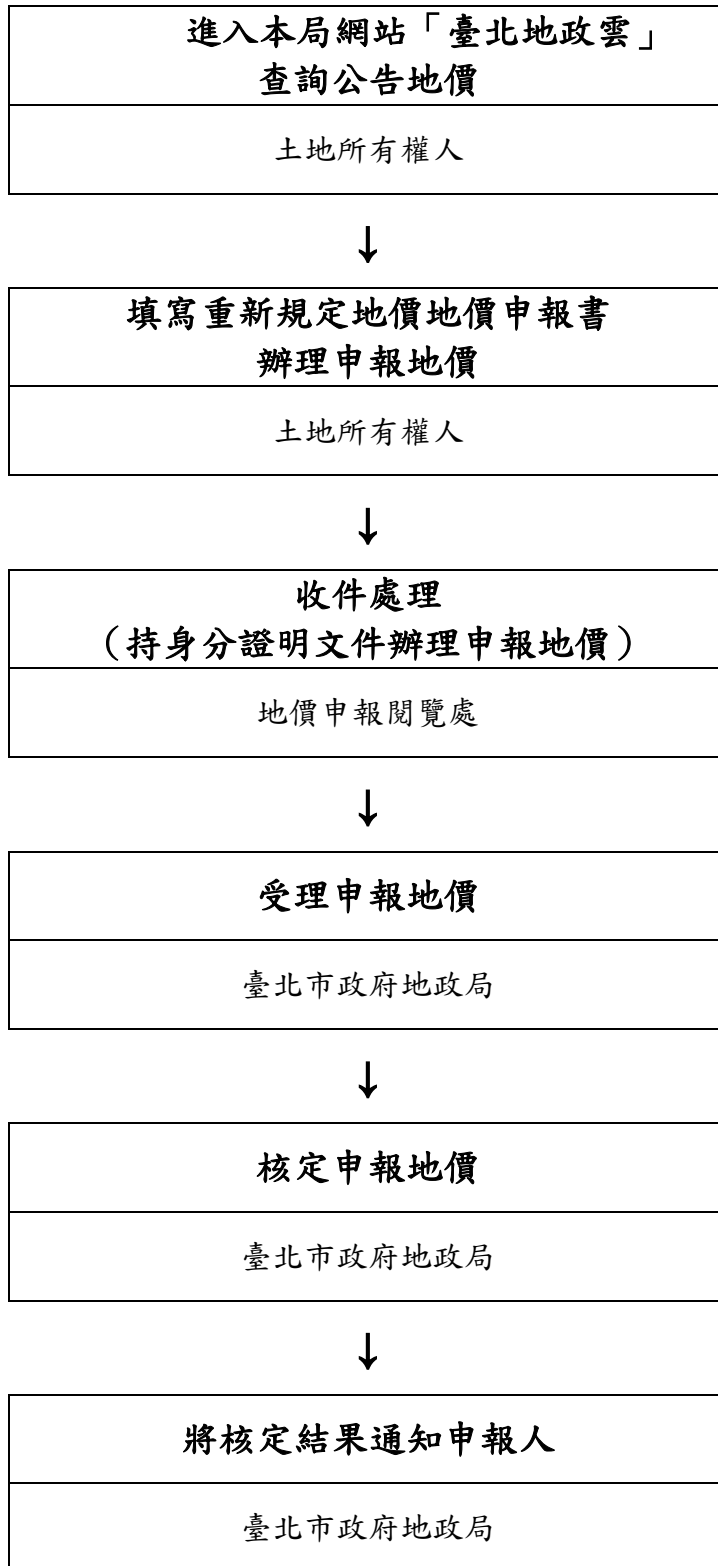 進入本局網站「臺北地政雲」
查詢公告地價
土地所有權人
↓
填寫重新規定地價地價申報書
辦理申報地價
土地所有權人
↓
收件處理
（持身分證明文件辦理申報地價）
地價申報閱覽處
↓
受理申報地價
臺北市政府地政局
↓
核定申報地價
臺北市政府地政局
↓
將核定結果通知申報人
臺北市政府地政局